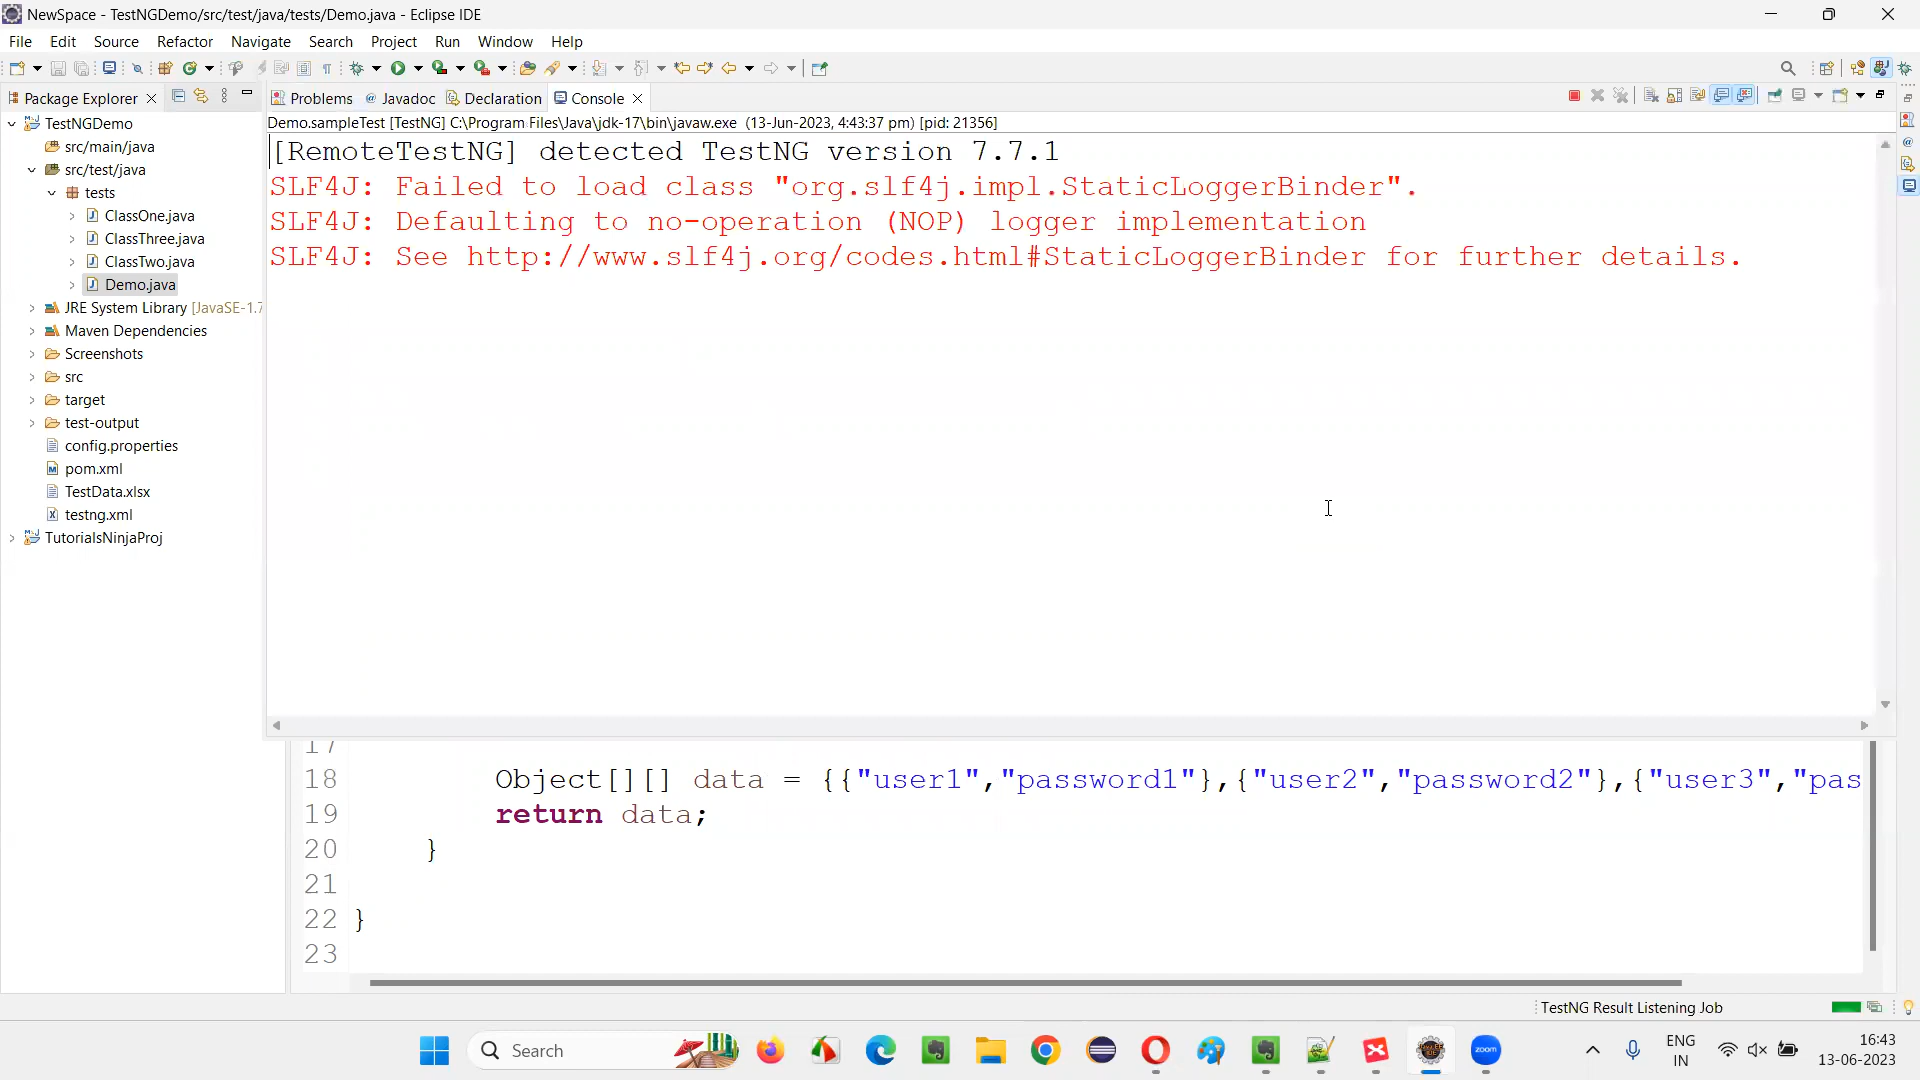 NewSpace - TestNGDemo/src/test/java/tests/Demo.java - Eclipse IDE
File Edit Source Refactor Navigate Search Project Run Window Help
Package Explorer
Problems Javadoc Declaration Console
Demo.sampleTest [TestNG] C:\Program Files\Java\jdk-17\bin\javaw.exe (13-Jun-2023, 4:43:37 pm) [pid: 21356]
TestNGDemo
src/main/java
src/test/java
tests
ClassOne.java
ClassThree.java
ClassTwo.java
Demo.java
JRE System Library [JavaSE-1.7
Maven Dependencies
Screenshots
src
target
test-output
config.properties
pom.xml
TestData.xlsx
testng.xml
TutorialsNinjaProj
[RemoteTestNG] detected TestNG version 7.7.1
SLF4J: Failed to load class "org.slf4j.impl.StaticLoggerBinder".
SLF4J: Defaulting to no-operation (NOP) logger implementation
SLF4J: See http://www.slf4j.org/codes.html#StaticLoggerBinder for further details.
17
18 Object[][] data = {{"user1","password1"},{"user2","password2"},{"user3","pas
19 return data;
20 }
21
22 }
23
TestNG Result Listening Job
Search
zoom
ENG
IN
16:43
13-06-2023